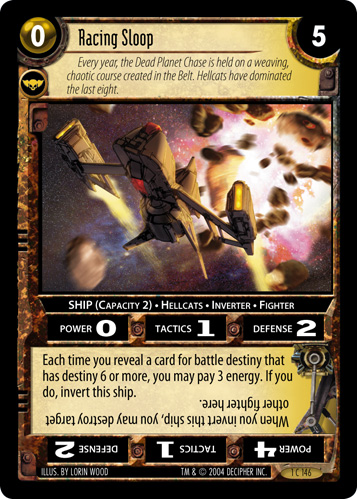 0 Racing Sloop 5
Every year, the Dead Planet Chase is held on a weaving,
chaotic course created in the Belt. Hellcats have dominated
the last eight.
SHIP (CAPACITY 2) • HELLCATS • INVERTER • FIGHTER
POWER 0 TACTICS 1 DEFENSE 2
Each time you reveal a card for battle destiny that
has destiny 6 or more, you may pay 3 energy. If you
do, invert this ship.
When you invert this ship, you may destroy target
other fighter here.
POWER 4 TACTICS 1 DEFENSE 2
ILLUS. BY LORIN WOOD TM & © 2004 DECIPHER INC. 1 C 146